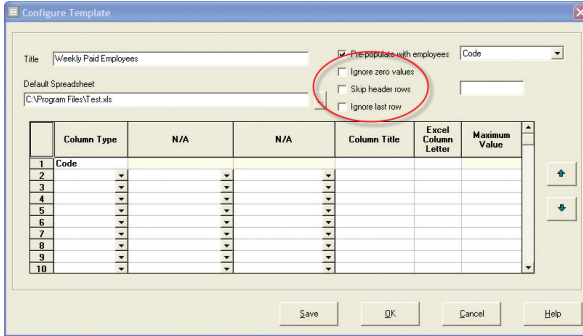 Configure Template
Title
Weekly Paid Employees
Pre-populate with employees
Code
Ignore zero values
Default Spreadsheet
Skip header rows
C:\Program Files\Test.xls
...
Ignore last row
Column Type N/A N/A Column Title Excel Column Letter Maximum Value
1 Code
2
3
4
5
6
7
8
9
10
Save OK Cancel Help